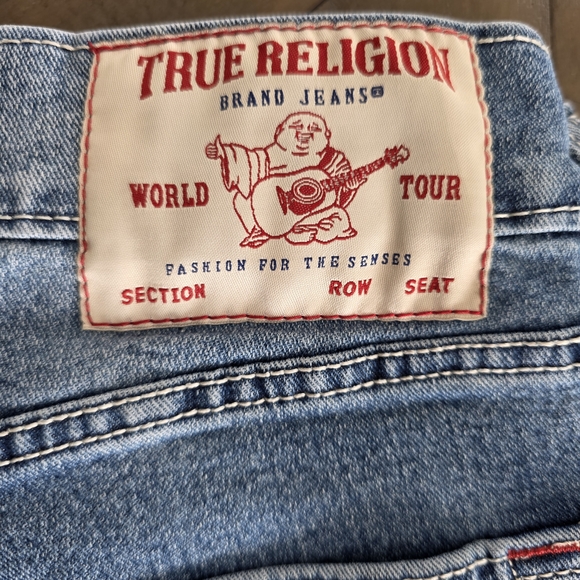 TRUE RELIGION
BRAND JEANS®
WORLD TOUR
FASHION FOR THE SENSES
SECTION ROW SEAT